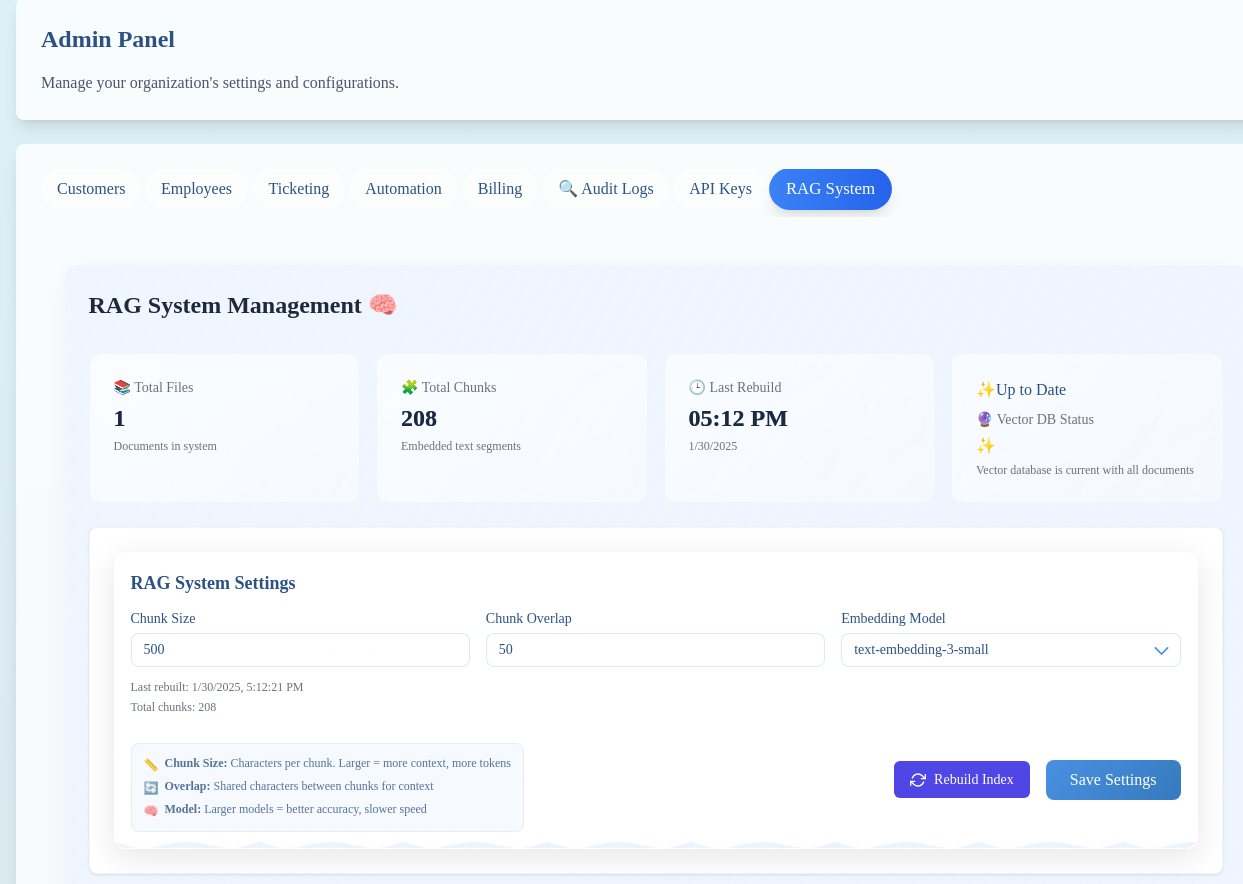 Admin Panel
Manage your organization's settings and configurations.
Customers Employees Ticketing Automation Billing 🔍 Audit Logs API Keys RAG System
RAG System Management 🧠
📚 Total Files
1
Documents in system
🧩 Total Chunks
208
Embedded text segments
🕒 Last Rebuild
05:12 PM
1/30/2025
✨Up to Date
🔮 Vector DB Status
✨
Vector database is current with all documents
RAG System Settings
Chunk Size Chunk Overlap Embedding Model
500 50 text-embedding-3-small
Last rebuilt: 1/30/2025, 5:12:21 PM
Total chunks: 208
📏 Chunk Size: Characters per chunk. Larger = more context, more tokens
🔄 Overlap: Shared characters between chunks for context
🧠 Model: Larger models = better accuracy, slower speed
Rebuild Index Save Settings